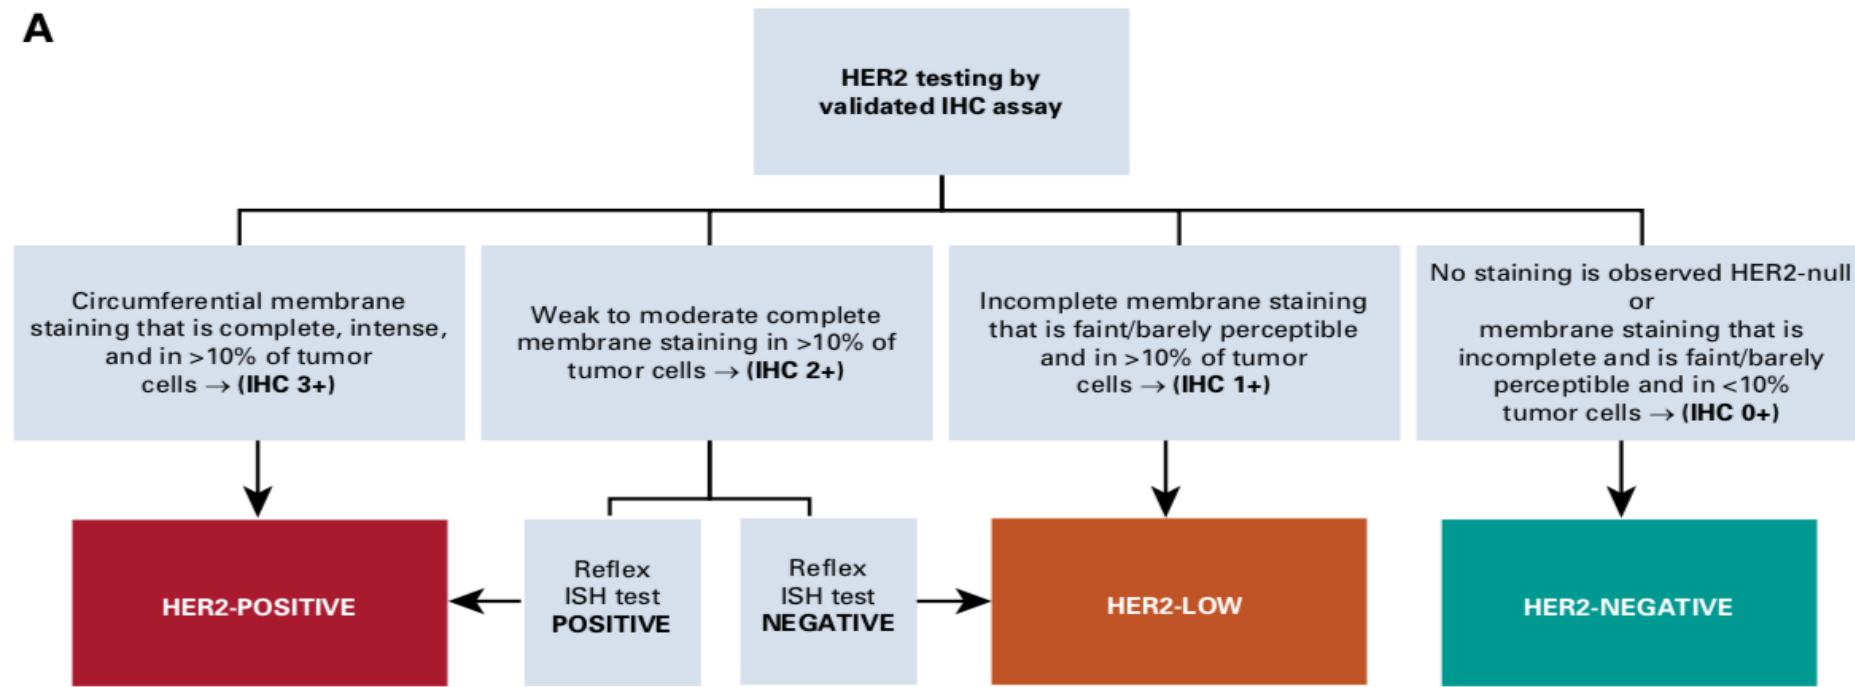 A
HER2 testing by
validated IHC assay
Circumferential membrane
staining that is complete, intense,
and in >10% of tumor
cells → (IHC 3+)
Weak to moderate complete
membrane staining in >10% of
tumor cells → (IHC 2+)
Incomplete membrane staining
that is faint/barely perceptible
and in >10% of tumor
cells → (IHC 1+)
No staining is observed HER2-null
or
membrane staining that is
incomplete and is faint/barely
perceptible and in <10%
tumor cells → (IHC 0+)
HER2-POSITIVE
Reflex
ISH test
POSITIVE
Reflex
ISH test
NEGATIVE
HER2-LOW
HER2-NEGATIVE